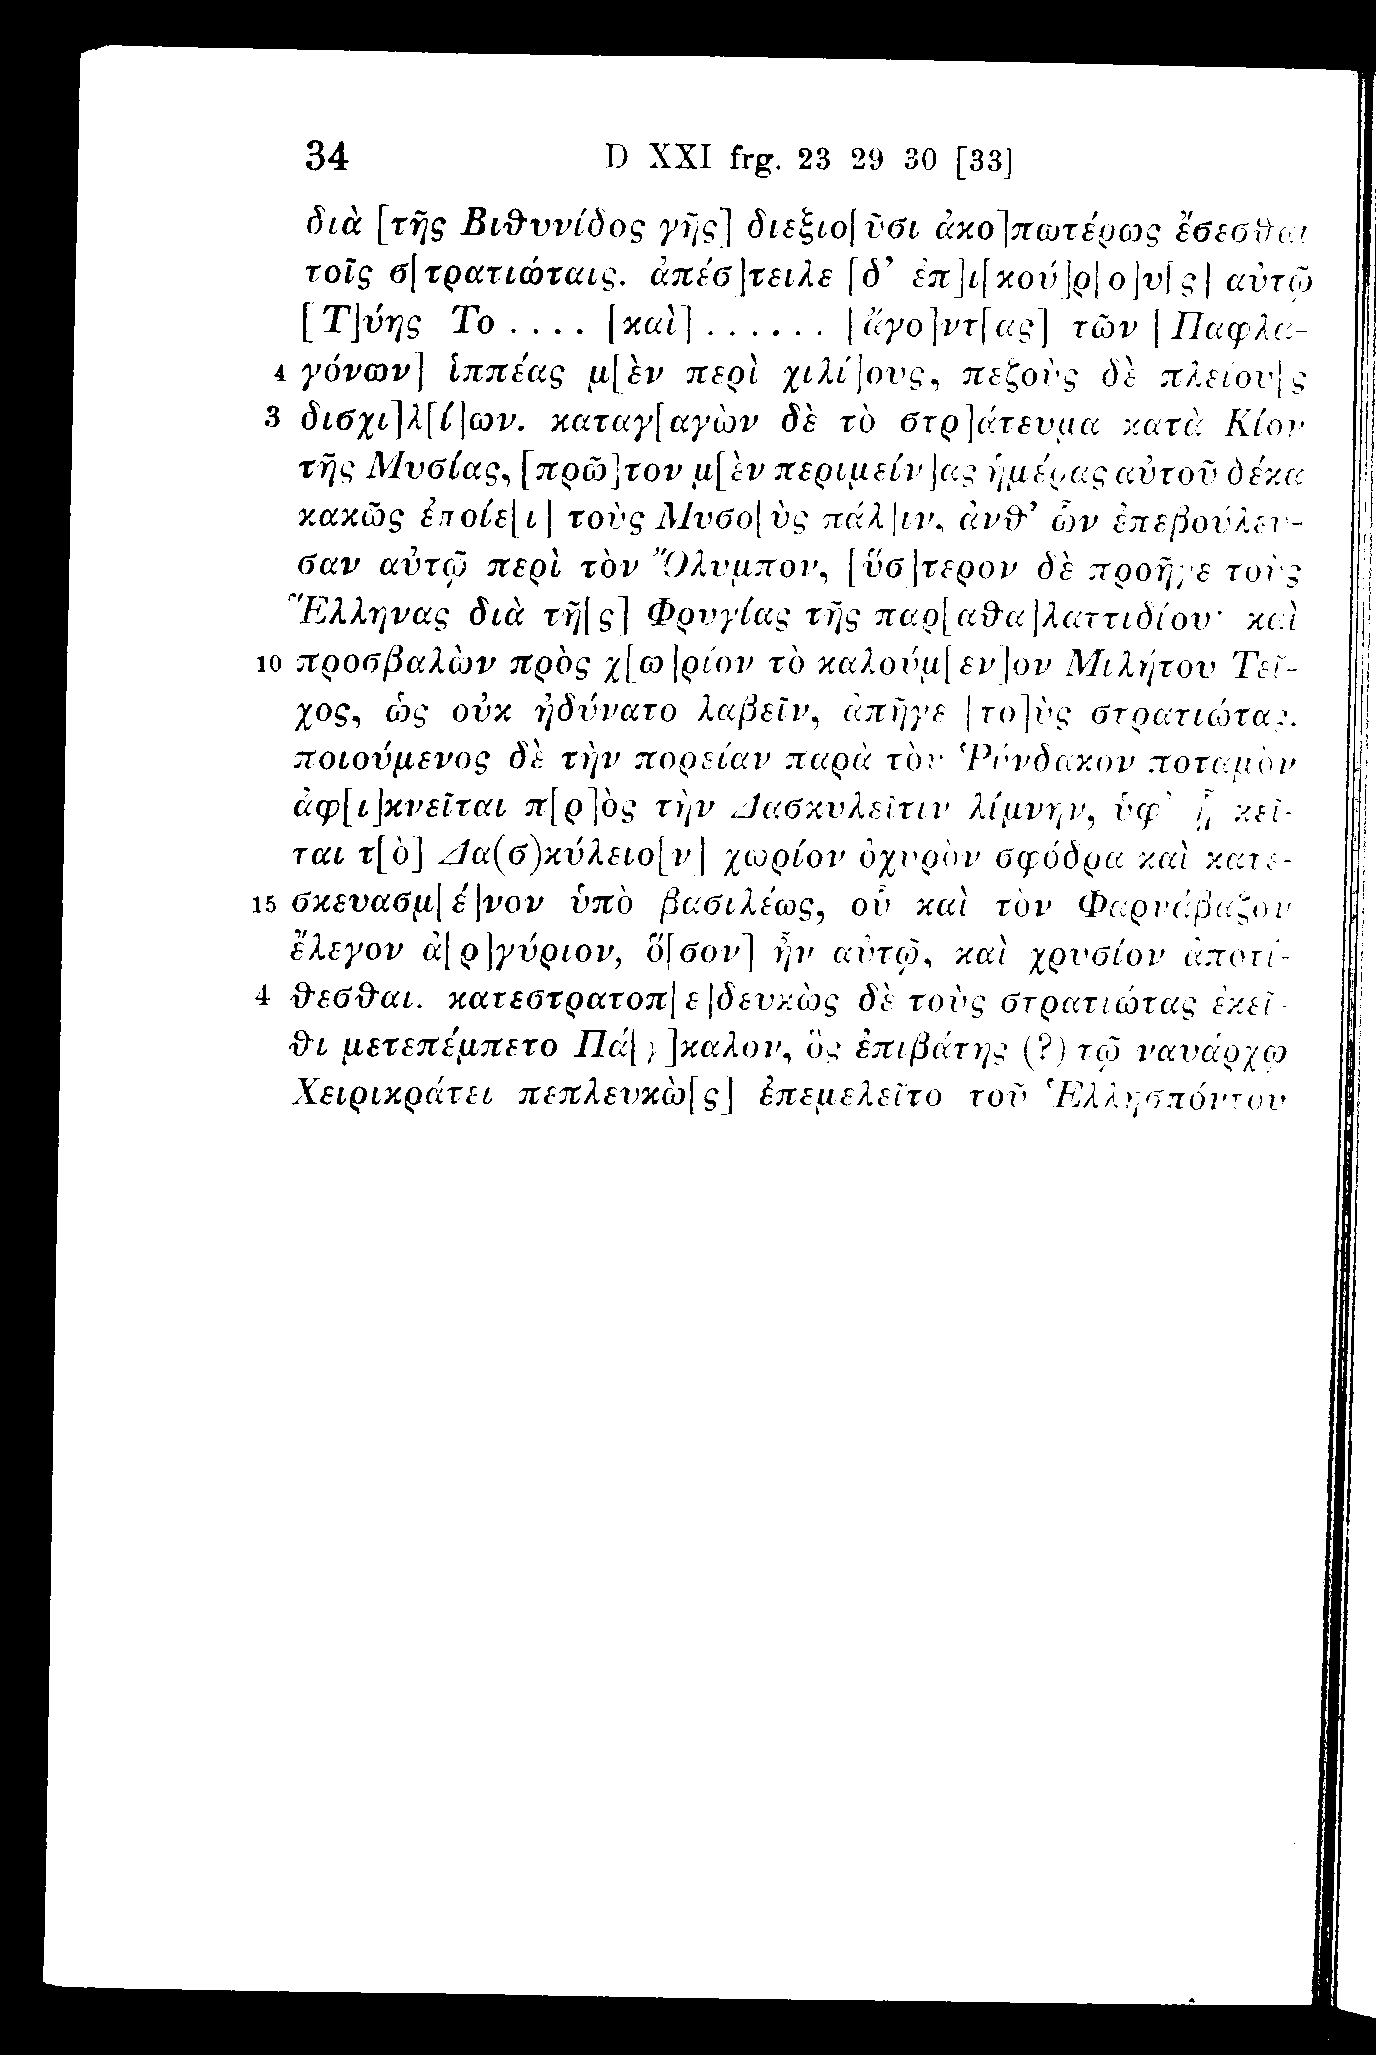 34 D XXI frg. 23 29 30 [33]
διὰ [τῆς Βιθυνίδος γῆς] διεξιο[ῦσι ἀκο]πωτέρως ἔσεσθαι
τοῖς σ[τρατιώταις. ἀπέσ]τειλε [δ’ ἐπ]ι[κού]ρ[ο]υ[ς] αὐτῷ
[Τ]ύης Το . . . . [καὶ] . . . . . . [ἄγο]ντ[ας] τῶν [Παφλα-
4 γόνων] ἱππέας μ[ὲν περὶ χιλί]ους, πεζοὺς δὲ πλείου[ς
3 δισχι]λ[ί]ων. καταγ[αγὼν δὲ τὸ στρ]άτευμα κατὰ Κίον
τῆς Μυσίας, [πρῶ]τον μ[ὲν περιμείν]ας ἡμέρας αὐτοῦ δέκα
κακῶς ἐποίε[ι] τοὺς Μυσο[ὺς πάλ]ιν, ἀνθ’ ὧν ἐπεβούλευ-
σαν αὐτῷ περὶ τὸν Ὄλυμπον, [ὕσ]τερον δὲ προῆγε τοὺς
Ἕλληνας διὰ τῆ[ς] Φρυγίας τῆς παρ[αθα]λαττιδίου· καὶ
10 προσβαλὼν πρὸς χ[ω]ρίον τὸ καλούμ[εν]ον Μιλήτου Τεῖ-
χος, ὡς οὐκ ἠδύνατο λαβεῖν, ἀπῆγε [το]ὺς στρατιώτας.
ποιούμενος δὲ τὴν πορείαν παρὰ τὸν Ῥύνδακον ποταμὸν
ἀφ[ι]κνεῖται π[ρ]ὸς τὴν Δασκυλεῖτιν λίμνην, ὑφ’ ᾗ κεῖ-
ται τ[ὸ] Δα(σ)κύλειο[ν] χωρίον ὀχυρὸν σφόδρα καὶ κατε-
15 σκευασμ[έ]νον ὑπὸ βασιλέως, οὗ καὶ τὸν Φαρνάβαζον
ἔλεγον ἀ[ρ]γύριον, ὅ[σον] ἦν αὐτῷ, καὶ χρυσίον ἀποτί-
4 θεσθαι. κατεστρατοπ[ε]δευκὼς δὲ τοὺς στρατιώτας ἐκεῖ-
θι μετεπέμπετο Πά[γ]καλον, ὃς ἐπιβάτης (?) τῷ ναυάρχῳ
Χειρικράτει πεπλευκὼ[ς] ἐπεμελεῖτο τοῦ Ἑλλησπόντου